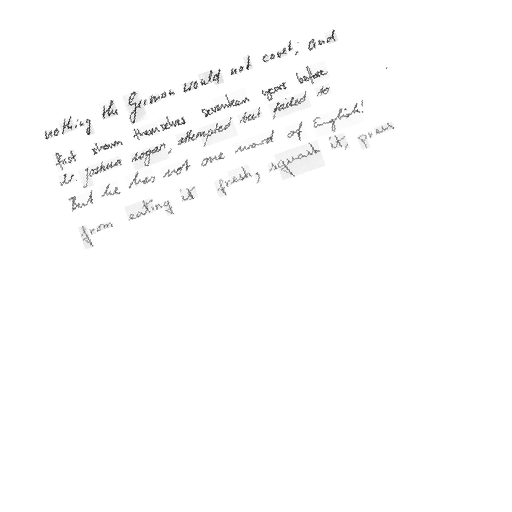 nothing the German would not covet; and
first shown themselves seventeen years before
Dr. Joshua Rogan, attempted but failed to
But he has not one word of English!
from eating it fresh, squash it, press